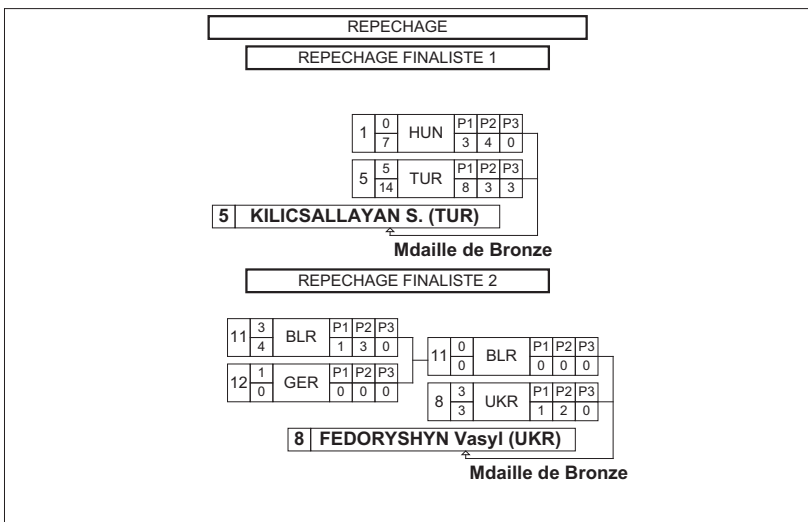 REPECHAGE
REPECHAGE FINALISTE 1
1 0 HUN P1 P2 P3
7 3 4 0
5 5 TUR P1 P2 P3
14 8 3 3
5 KILICSALLAYAN S. (TUR)
Mdaille de Bronze
REPECHAGE FINALISTE 2
11 3 BLR P1 P2 P3
4 1 3 0
12 1 GER P1 P2 P3
0 0 0 0
11 0 BLR P1 P2 P3
0 0 0 0
8 3 UKR P1 P2 P3
3 1 2 0
8 FEDORYSHYN Vasyl (UKR)
Mdaille de Bronze